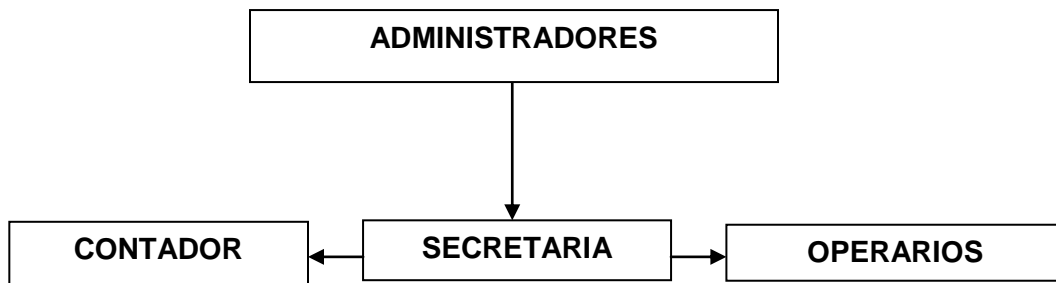 ADMINISTRADORES
CONTADOR
SECRETARIA
OPERARIOS